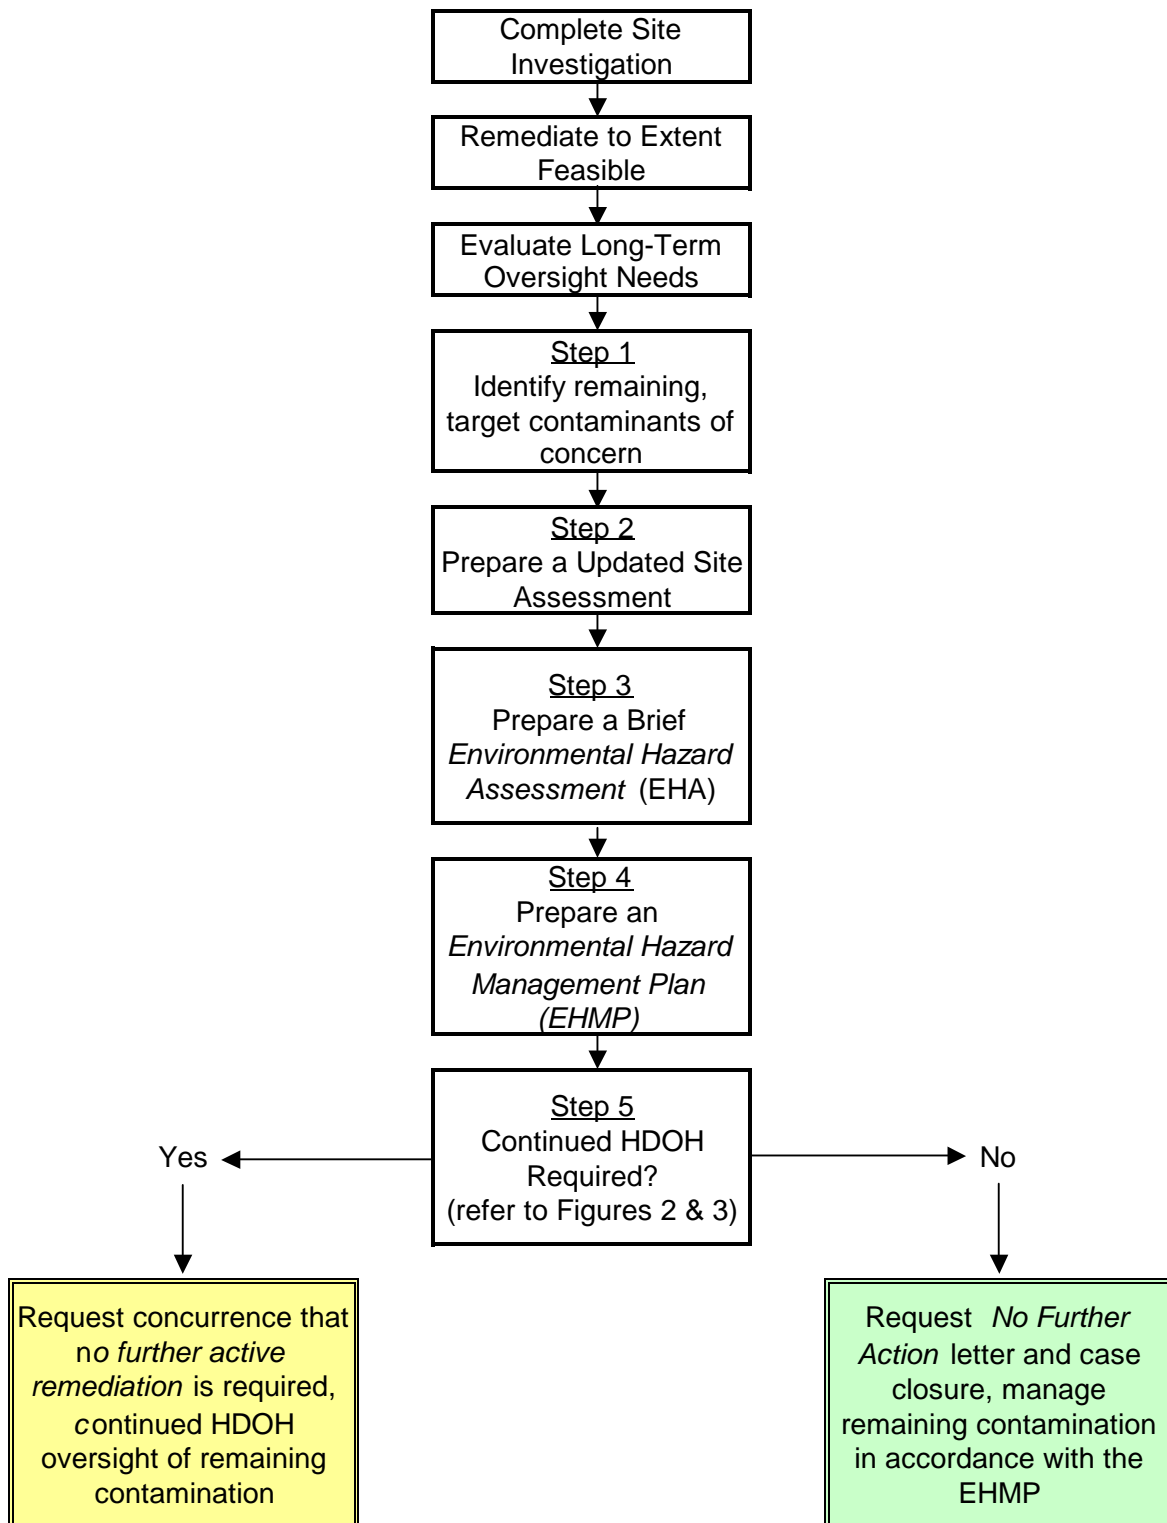 Complete Site
Investigation
Remediate to Extent
Feasible
Evaluate Long-Term
Oversight Needs
Step 1
Identify remaining,
target contaminants of
concern
Step 2
Prepare a Updated Site
Assessment
Step 3
Prepare a Brief
Environmental Hazard
Assessment (EHA)
Step 4
Prepare an
Environmental Hazard
Management Plan
(EHMP)
Step 5
Continued HDOH
Required?
(refer to Figures 2 & 3)
Yes
No
Request concurrence that
no further active
remediation is required,
continued HDOH
oversight of remaining
contamination
Request No Further
Action letter and case
closure, manage
remaining contamination
in accordance with the
EHMP